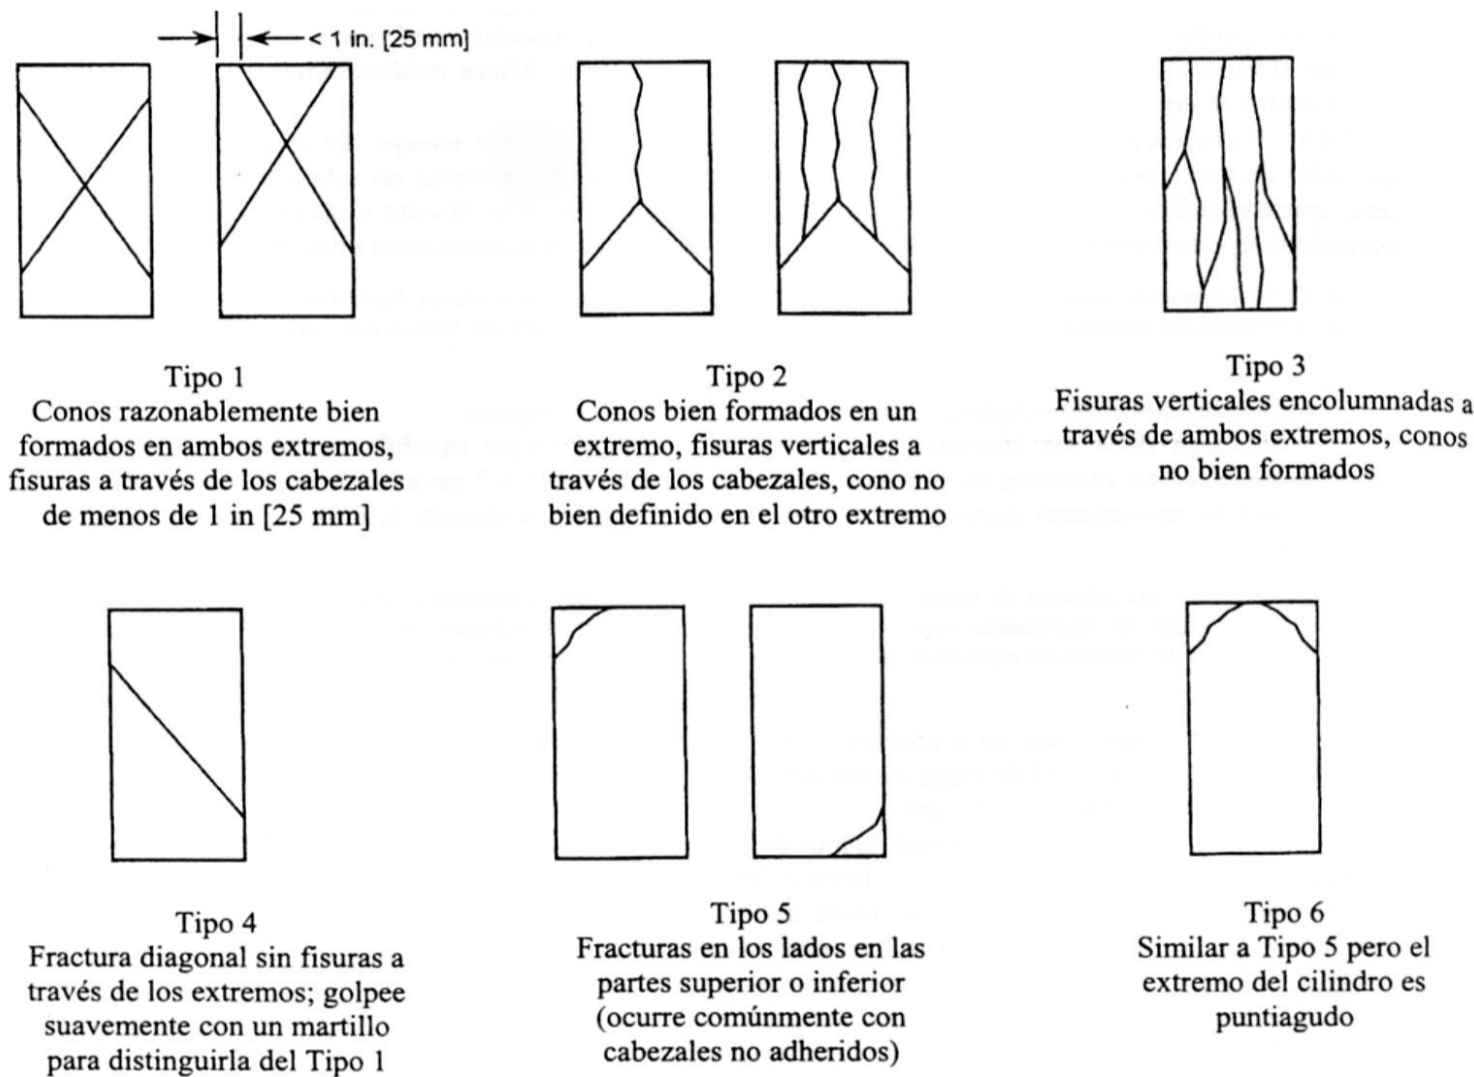 < 1 in. [25 mm]
Tipo 1
Conos razonablemente bien
formados en ambos extremos,
fisuras a través de los cabezales
de menos de 1 in [25 mm]
Tipo 2
Conos bien formados en un
extremo, fisuras verticales a
través de los cabezales, cono no
bien definido en el otro extremo
Tipo 3
Fisuras verticales encolumnadas a
través de ambos extremos, conos
no bien formados
Tipo 4
Fractura diagonal sin fisuras a
través de los extremos; golpee
suavemente con un martillo
para distinguirla del Tipo 1
Tipo 5
Fracturas en los lados en las
partes superior o inferior
(ocurre comúnmente con
cabezales no adheridos)
Tipo 6
Similar a Tipo 5 pero el
extremo del cilindro es
puntiagudo